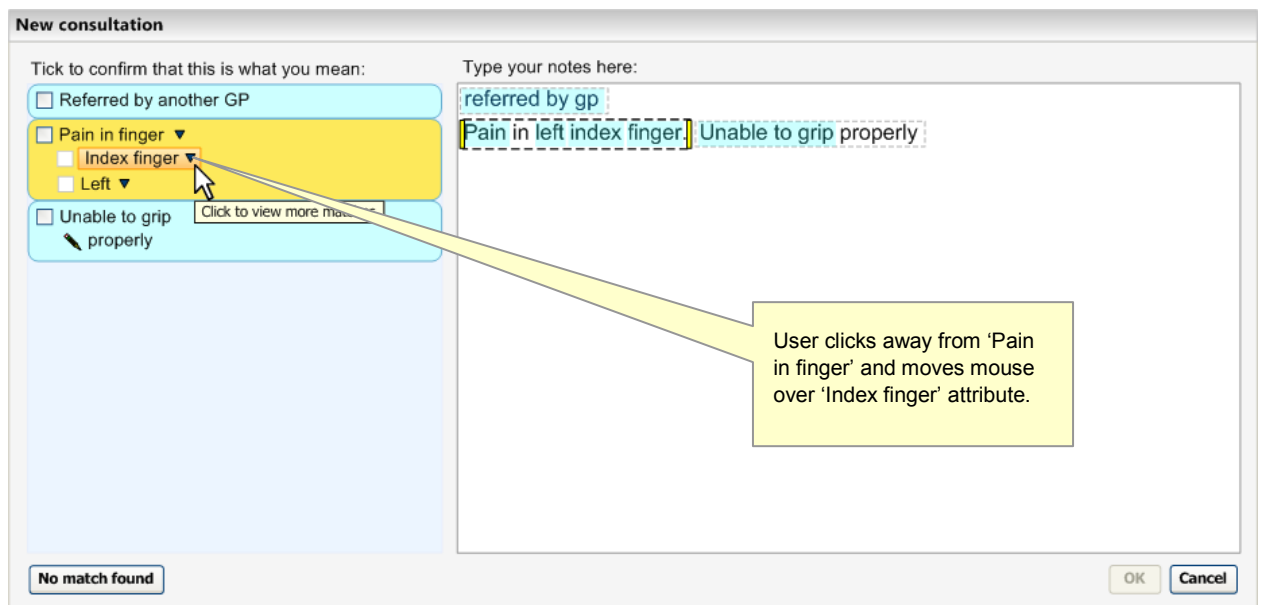 New consultation
Tick to confirm that this is what you mean:
Referred by another GP
Pain in finger
Index finger
Left
Click to view more
Unable to grip
properly
Type your notes here:
referred by gp
Pain in left index finger. Unable to grip properly
User clicks away from ‘Pain
in finger’ and moves mouse
over ‘Index finger’ attribute.
No match found
OK
Cancel